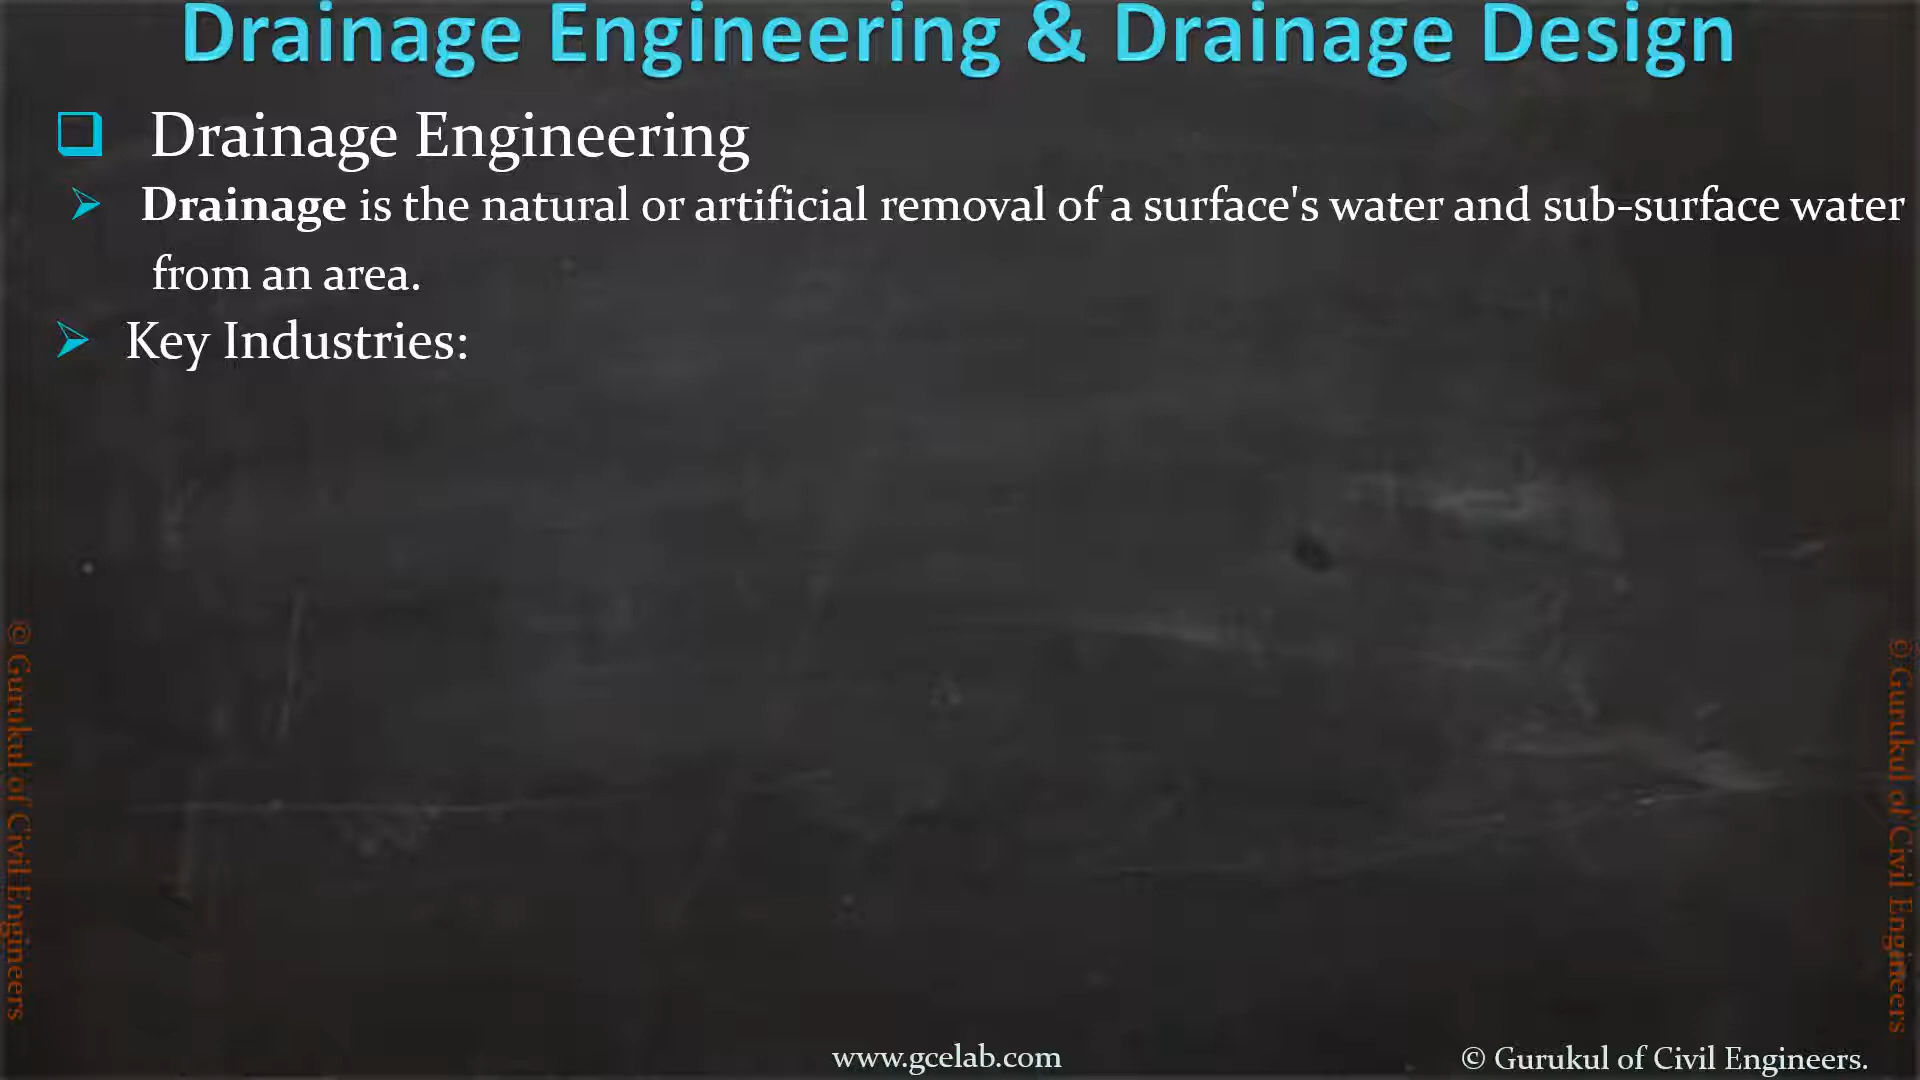 Drainage Engineering & Drainage Design
Drainage Engineering
Drainage is the natural or artificial removal of a surface's water and sub-surface water
from an area.
Key Industries:
© Gurukul of Civil Engineers
© Gurukul of Civil Engineers
www.gcelab.com
© Gurukul of Civil Engineers.